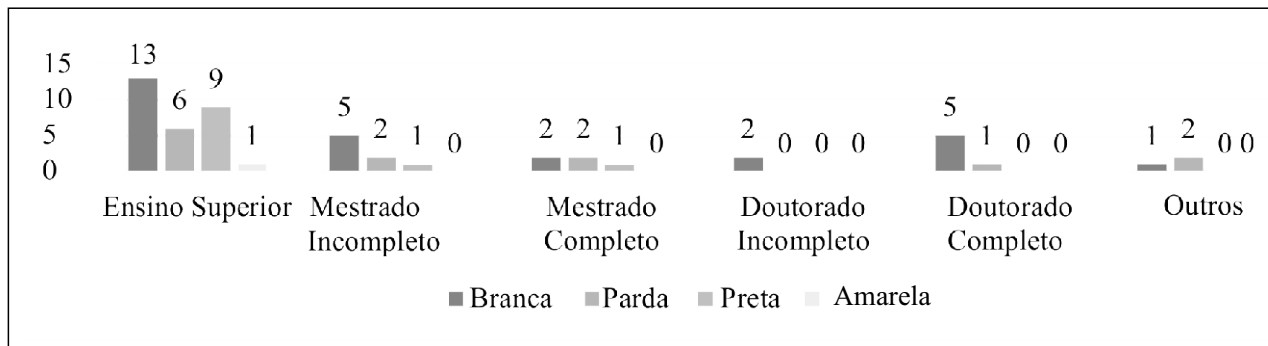 15
10
5
0
13 6 9 1
5 2 1 0
2 2 1 0
2 0 0 0
5 1 0 0
1 2 0 0
Ensino Superior
Mestrado
Incompleto
Mestrado
Completo
Doutorado
Incompleto
Doutorado
Completo
Outros
Branca Parda Preta Amarela